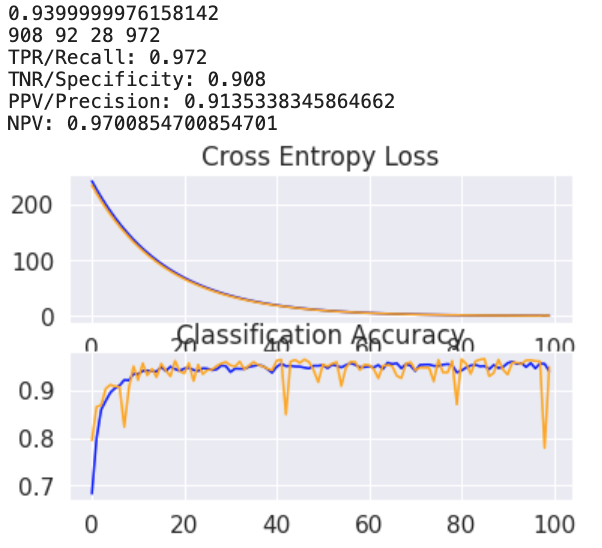 0.9399999976158142
908 92 28 972
TPR/Recall: 0.972
TNR/Specificity: 0.908
PPV/Precision: 0.9135338345864662
NPV: 0.9700854700854701
Cross Entropy Loss
200
100
0
0 20 40 60 80 100
Classification Accuracy
0.9
0.8
0.7
0 20 40 60 80 100